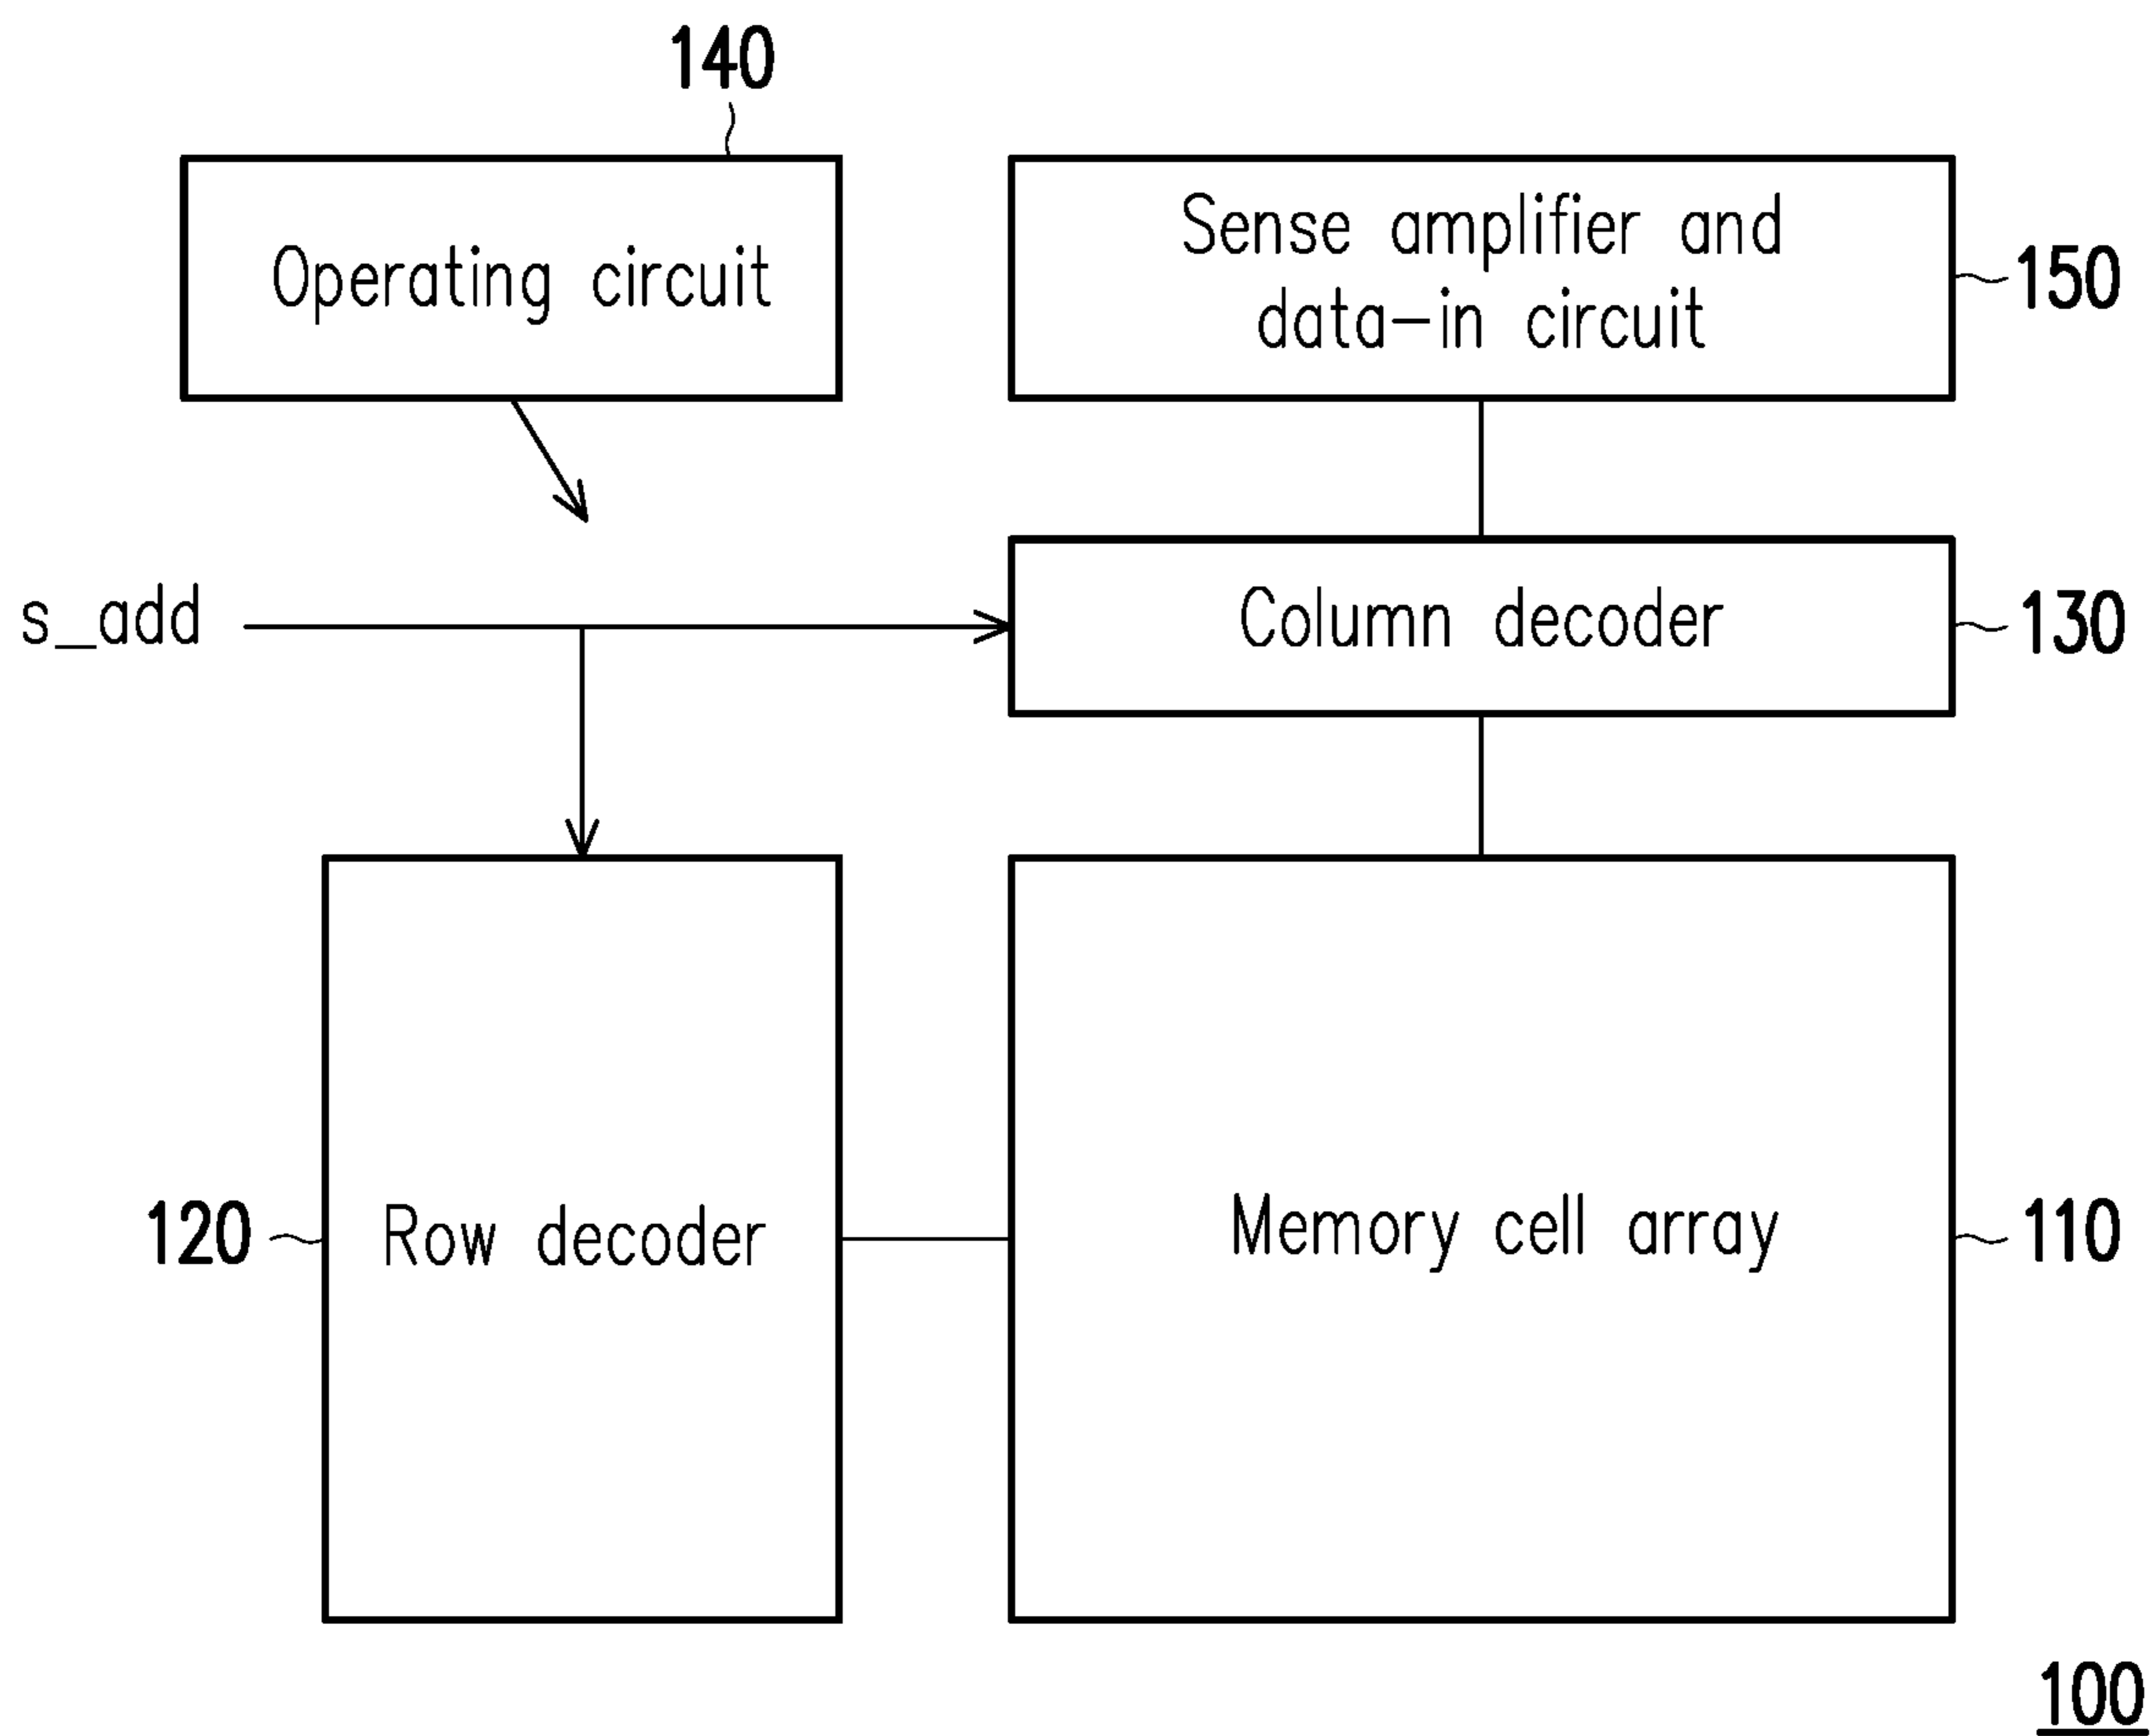 140
Operating circuit
Sense amplifier and
data-in circuit
150
s_add
Column decoder
130
120
Row decoder
Memory cell array
110
100